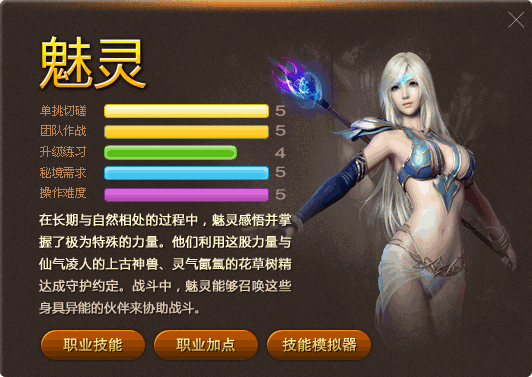 魅灵
单挑切磋 5
团队作战 5
升级练习 4
秘境需求 5
操作难度 5
在长期与自然相处的过程中，魅灵感悟并掌
握了极为特殊的力量。他们利用这股力量与
仙气凌人的上古神兽、灵气氤氲的花草树精
达成守护约定。战斗中，魅灵能够召唤这些
身具异能的伙伴来协助战斗。
职业技能 职业加点 技能模拟器